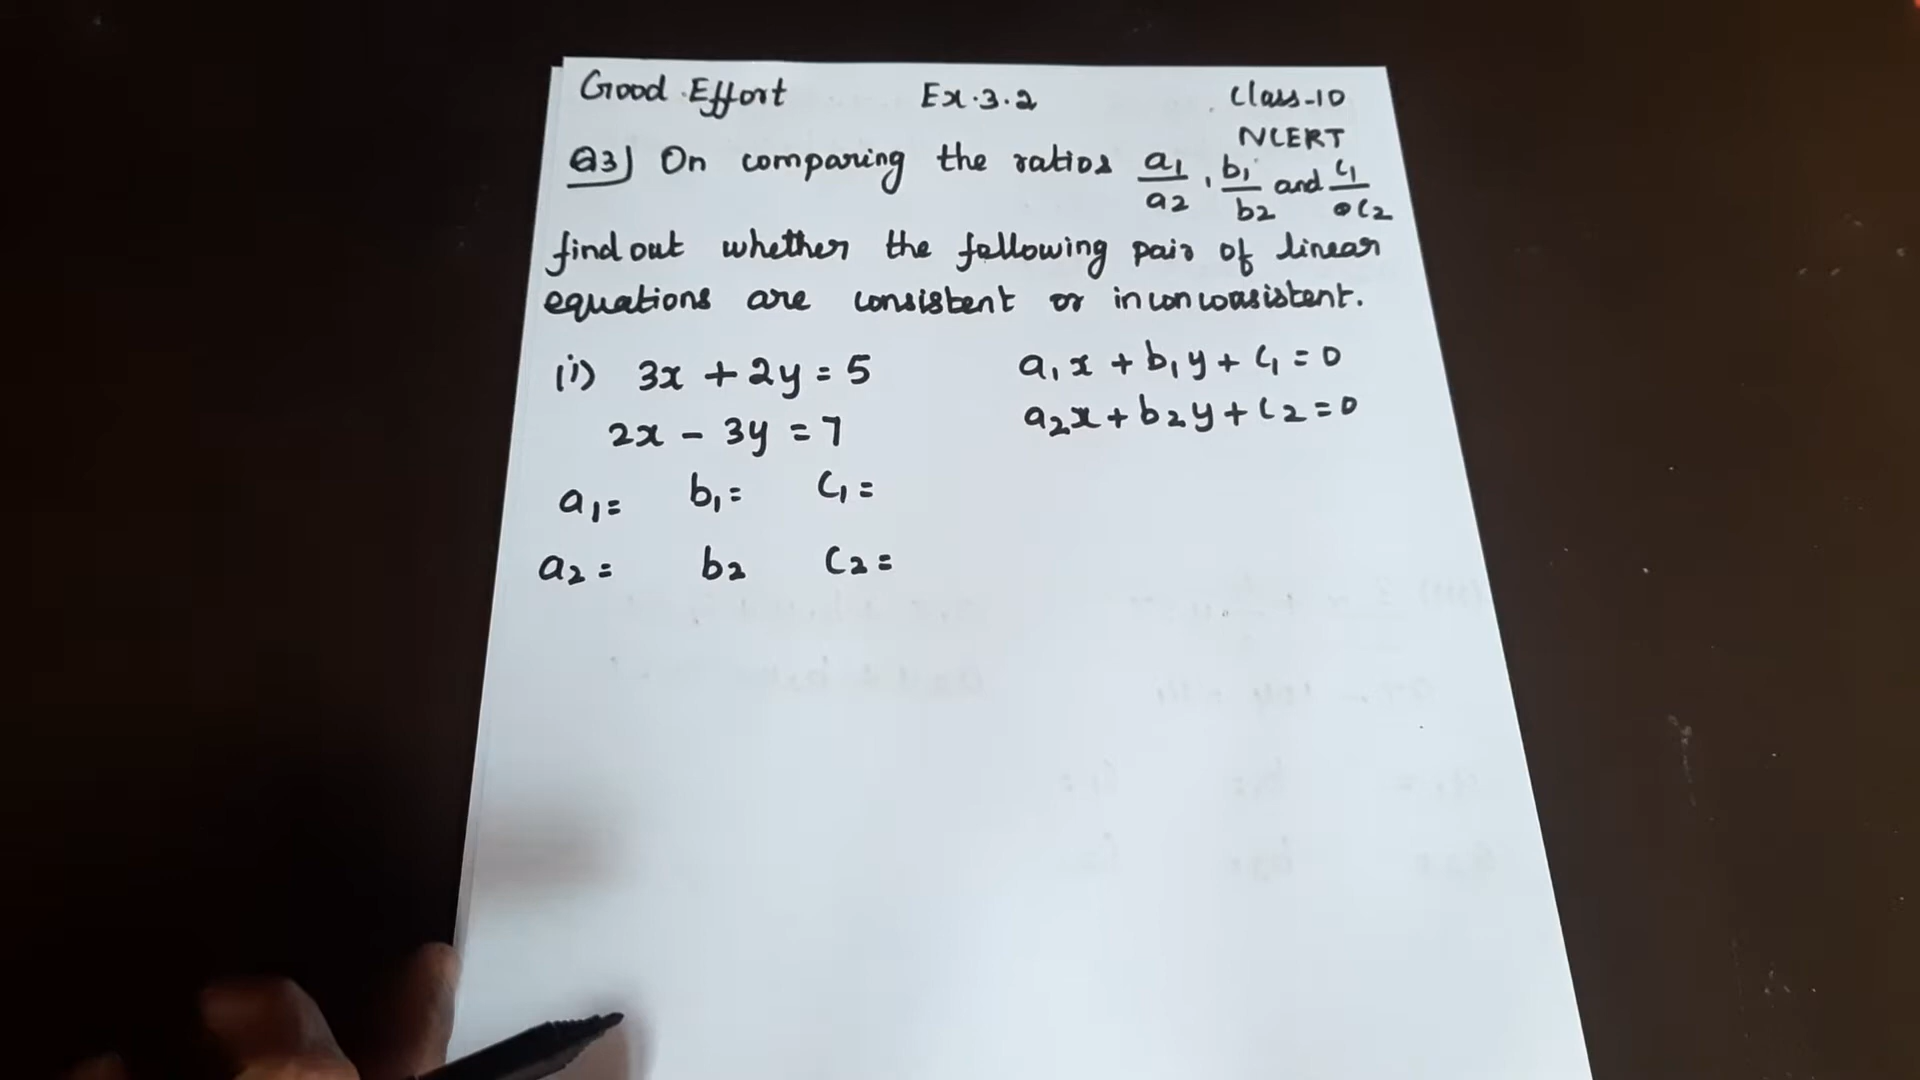 Good Effort Ex.3.2 Class-10
NCERT
Q3) On comparing the ratios a1/a2, b1/b2 and c1/c2
find out whether the following pair of linear
equations are consistent or inconconsistent.
(i) 3x + 2y = 5 a1x + b1y + c1 = 0
2x - 3y = 7 a2x + b2y + c2 = 0
a1= b1= c1=
a2= b2 c2=